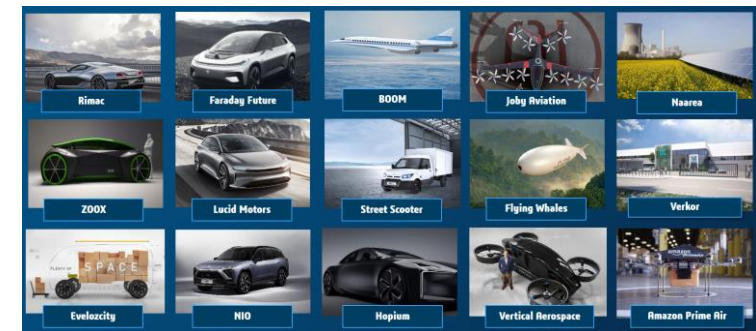 Rimac
Faraday Future
BOOM
Joby Aviation
Naarea
ZOOX
Lucid Motors
Street Scooter
Flying Whales
Verkor
SPACE
Evelozcity
NIO
Hopium
Vertical Aerospace
Amazon Prime Air